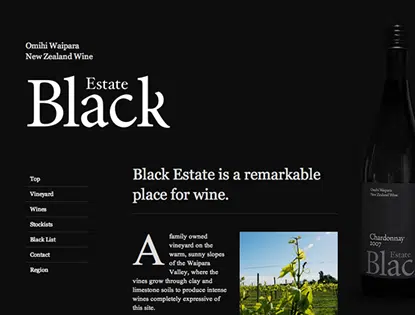 Omihi Waipara
New Zealand Wine
Estate
Black
Top
Vineyard
Wines
Stockists
Black List
Contact
Region
Black Estate is a remarkable
place for wine.
A family owned
vineyard on the
warm, sunny slopes
of the Waipara
Valley, where the
vines grow through clay and
limestone soils to produce intense
wines completely expressive of
this site.
Omihi Waipara
New Zealand Wine
Chardonnay
2007
Estate
Blac